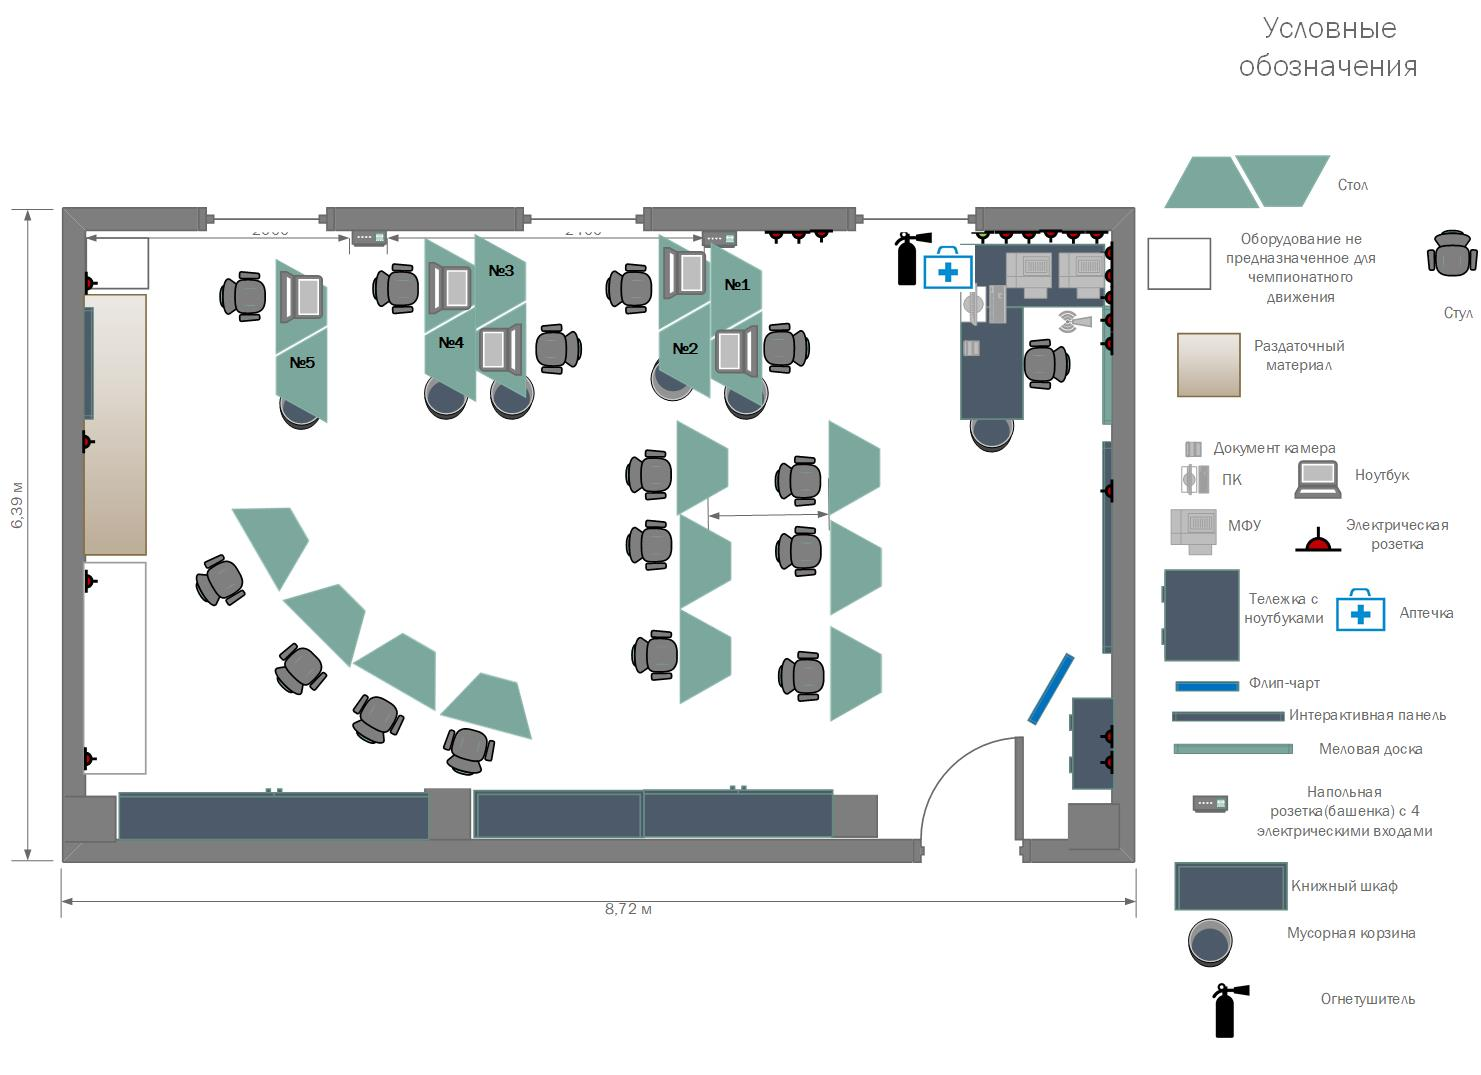 Условные
обозначения
Стол
Оборудование не
предназначенное для
чемпионатного
движения
Стул
Раздаточный
материал
Документ камера
ПК
Ноутбук
МФУ
Электрическая
розетка
Тележка с
ноутбуками
Аптечка
Флип-чарт
Интерактивная панель
Меловая доска
Напольная
розетка(башенка) с 4
электрическими входами
Книжный шкаф
Мусорная корзина
Огнетушитель
№3
№1
№4
№2
№5
6,39 м
8,72 м